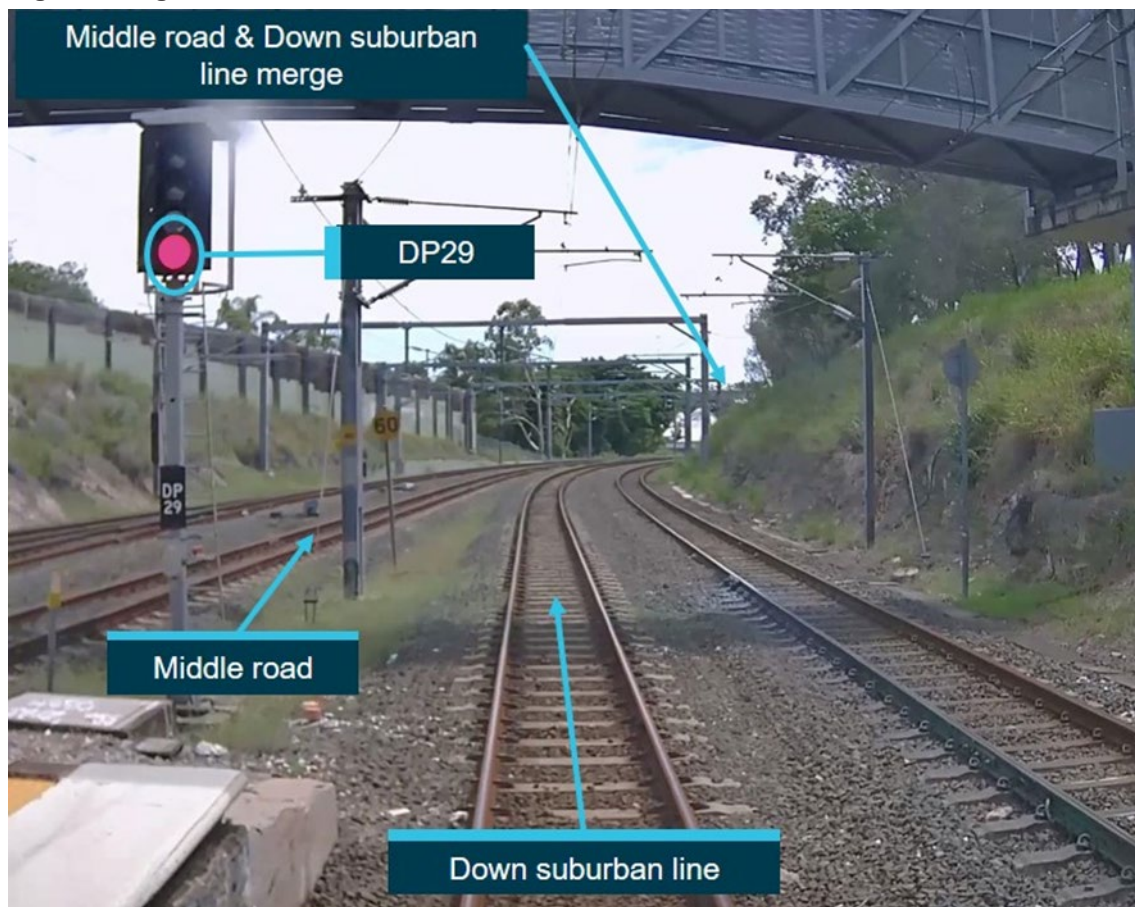 Middle road & Down suburban
line merge
DP29
60
DP
29
Middle road
Down suburban line